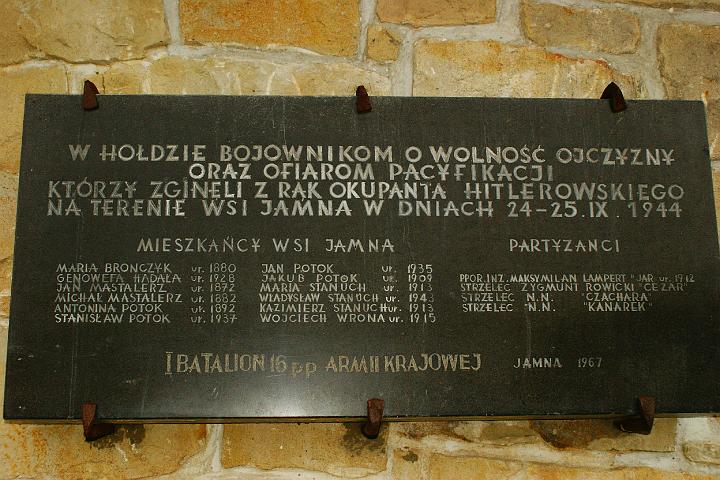 W HOŁDZIE BOJOWNIKOM O WOLNOŚĆ OJCZYZNY
ORAZ OFIAROM PACYFIKACJI
KTÓRZY ZGINĘLI Z RĄK OKUPANTA HITLEROWSKIEGO
NA TERENIE WSI JAMNA W DNIACH 24-25.IX.1944
MIESZKAŃCY WSI JAMNA
MARIA BRONCZYK ur. 1880
GENOWEFA HADAŁA ur. 1928
JAN MASTALERZ ur. 1872
MICHAŁ MASTALERZ ur. 1882
ANTONINA POTOK ur. 1892
STANISŁAW POTOK ur. 1937
JAN POTOK ur. 1935
JAKUB POTOK ur. 1909
MARIA STANUCH ur. 1913
WŁADYSŁAW STANUCH ur. 1943
KAZIMIERZ STANUCH ur. 1913
WOJCIECH WRONA ur. 1915
PARTYZANCI
PPOR. INZ. MAKSYMILAN LAMPERT "JAR" ur. 1912
STRZELEC ZYGMUNT ROWICKI "CEZAR"
STRZELEC N.N. "CZACHARA"
STRZELEC N.N. "KANAREK"
I BATALION 16 pp ARMII KRAJOWEJ
JAMNA 1967